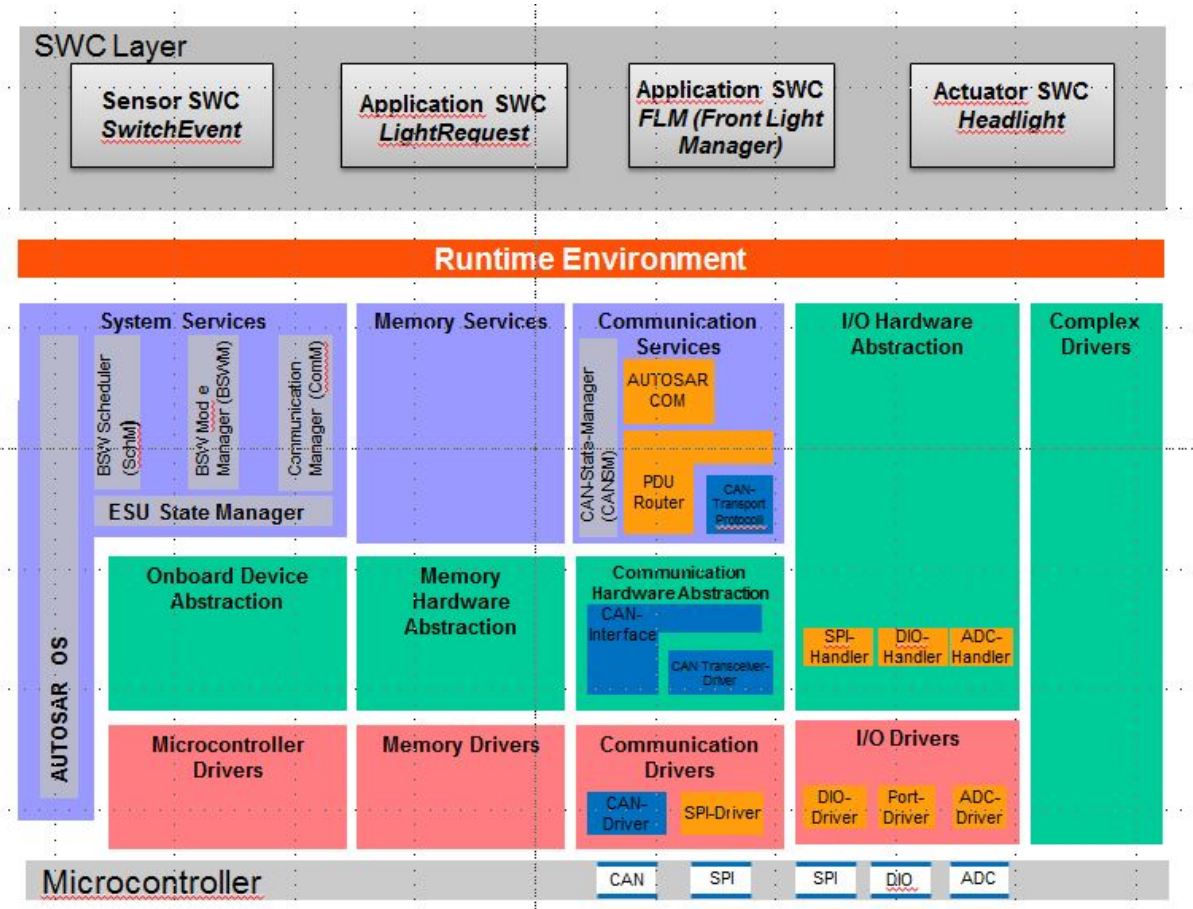 SWC Layer
Sensor SWC
SwitchEvent
Application SWC
LightRequest
Application SWC
FLM (Front Light
Manager)
Actuator SWC
Headlight
Runtime Environment
System Services
AUTOSAR OS
BSW Scheduler
(SchM)
BSW Mod e
Manager (BSWM)
Communication
Manager (ComM)
ESU State Manager
Memory Services
Communication
Services
CAN-State-Manager
(CANSM)
AUTOSAR
COM
PDU
Router
CAN-
Transport
Protocoll
I/O Hardware
Abstraction
SPI-
Handler
DIO-
Handler
ADC-
Handler
Complex
Drivers
Onboard Device
Abstraction
Memory
Hardware
Abstraction
Communication
Hardware Abstraction
CAN-
Interface
CAN Transceiver-
Driver
Microcontroller
Drivers
Memory Drivers
Communication
Drivers
CAN-
Driver
SPI-Driver
I/O Drivers
DIO-
Driver
Port-
Driver
ADC-
Driver
Microcontroller
CAN
SPI
SPI
DIO
ADC